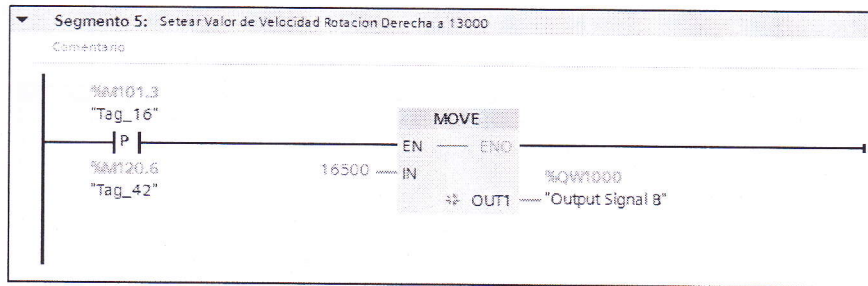 Segmento 5: Setear Valor de Velocidad Rotacion Derecha a 13000
Comentario
%M101.3
"Tag_16"
P
%M120.6
"Tag_42"
MOVE
EN ENO
16500 IN
%QW1000
OUT1 "Output Signal 8"